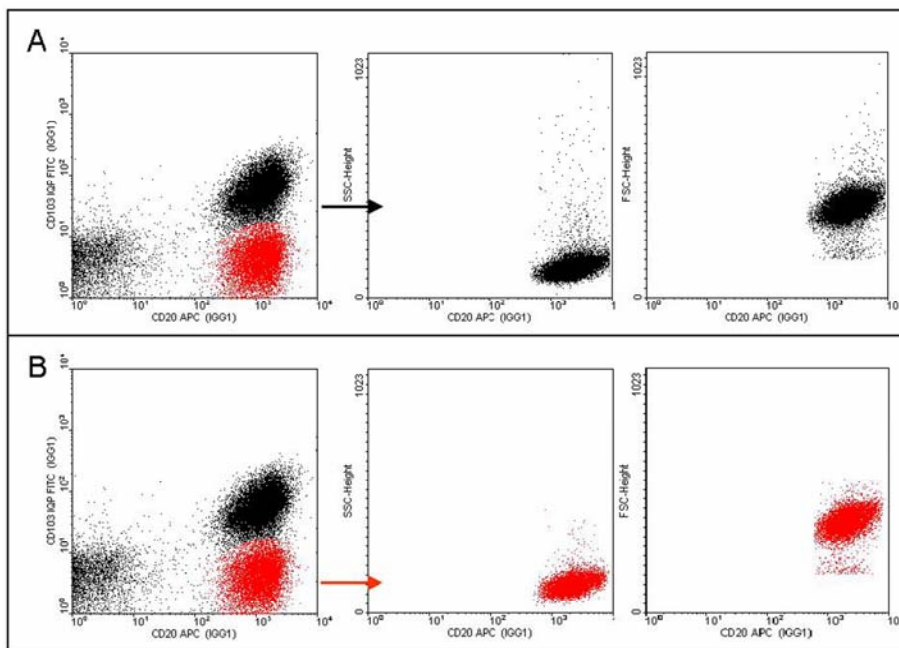 A
10⁴
10³
10²
10¹
10⁰
CD103 IQP FITC (IGG1)
10⁰ 10¹ 10² 10³ 10⁴
CD20 APC (IGG1)
1023
SSC-Height
0
10⁰ 10¹ 10² 10³ 1
CD20 APC (IGG1)
1023
FSC-Height
0
10⁰ 10¹ 10² 10³
CD20 APC (IGG1)
B
10⁴
10³
10²
10¹
10⁰
CD103 IQP FITC (IGG1)
10⁰ 10¹ 10² 10³ 10⁴
CD20 APC (IGG1)
1023
SSC-Height
0
10⁰ 10¹ 10² 10³ 1
CD20 APC (IGG1)
1023
FSC-Height
0
10⁰ 10¹ 10² 10³
CD20 APC (IGG1)